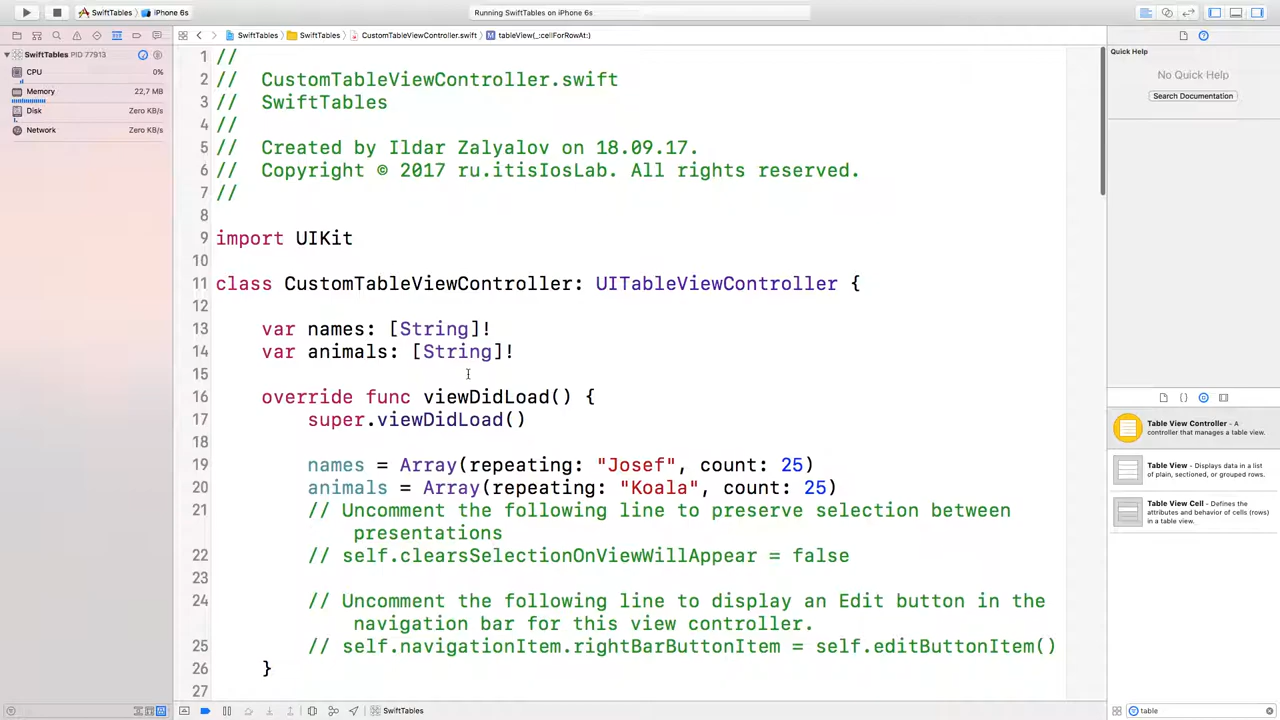 SwiftTables
iPhone 6s
Running SwiftTables on iPhone 6s
SwiftTables
SwiftTables
CustomTableViewController.swift
M
tableView(_:cellForRowAt:)
SwiftTables PID 77913
CPU
0%
Memory
22,7 MB
Disk
Zero KB/s
Network
Zero KB/s
1 //
2 //  CustomTableViewController.swift
3 //  SwiftTables
4 //
5 //  Created by Ildar Zalyalov on 18.09.17.
6 //  Copyright © 2017 ru.itisIosLab. All rights reserved.
7 //
8
9 import UIKit
10
11 class CustomTableViewController: UITableViewController {
12
13     var names: [String]!
14     var animals: [String]!
15
16     override func viewDidLoad() {
17         super.viewDidLoad()
18
19         names = Array(repeating: "Josef", count: 25)
20         animals = Array(repeating: "Koala", count: 25)
21         // Uncomment the following line to preserve selection between
presentations
22         // self.clearsSelectionOnViewWillAppear = false
23
24         // Uncomment the following line to display an Edit button in the
navigation bar for this view controller.
25         // self.navigationItem.rightBarButtonItem = self.editButtonItem()
26     }
27
SwiftTables
Quick Help
No Quick Help
Search Documentation
Table View Controller - A
controller that manages a table view.
Table View - Displays data in a list
of plain, sectioned, or grouped rows.
Table View Cell - Defines the
attributes and behavior of cells (rows)
in a table view.
table